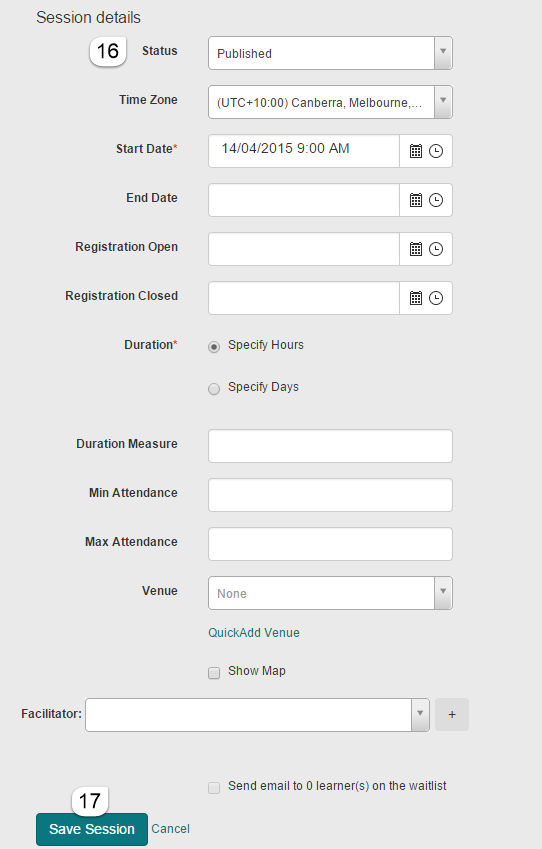 Session details
16 Status Published
Time Zone (UTC+10:00) Canberra, Melbourne,...
Start Date* 14/04/2015 9:00 AM
End Date
Registration Open
Registration Closed
Duration* Specify Hours
Specify Days
Duration Measure
Min Attendance
Max Attendance
Venue None
QuickAdd Venue
Show Map
Facilitator: +
Send email to 0 learner(s) on the waitlist
17
Save Session Cancel